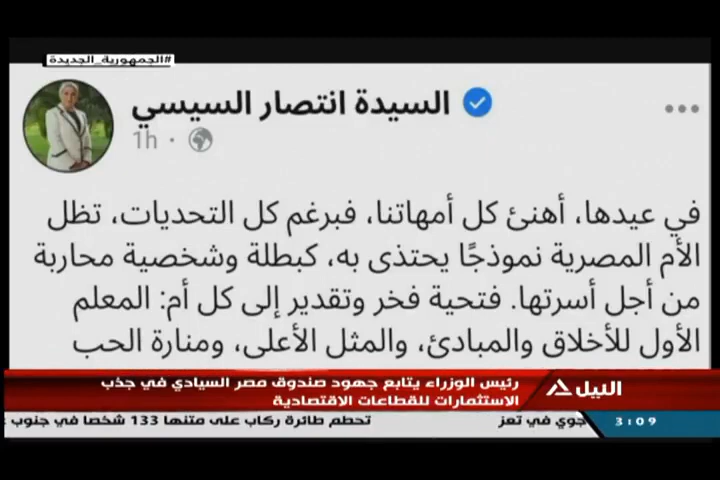 #الجمهورية_الجديدة
السيدة انتصار السيسي
1h
في عيدها، أهنئ كل أمهاتنا، فبرغم كل التحديات، تظل
الأم المصرية نموذجًا يحتذى به، كبطلة وشخصية محاربة
من أجل أسرتها. فتحية فخر وتقدير إلى كل أم: المعلم
الأول للأخلاق والمبادئ، والمثل الأعلى، ومنارة الحب
النيل
رئيس الوزراء يتابع جهود صندوق مصر السيادي في جذب
الاستثمارات للقطاعات الاقتصادية
3:09
جوي في تعز
تحطم طائرة ركاب على متنها 133 شخصا في جنوب